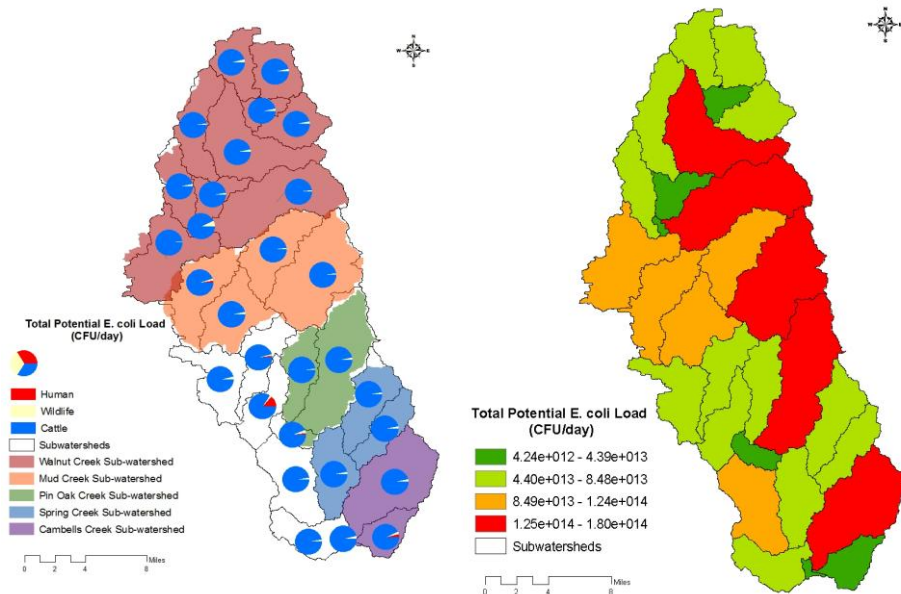 N
W E
S
Total Potential E. coli Load
(CFU/day)
Human
Wildlife
Cattle
Subwatersheds
Walnut Creek Sub-watershed
Mud Creek Sub-watershed
Pin Oak Creek Sub-watershed
Spring Creek Sub-watershed
Cambells Creek Sub-watershed
0 2 4 8
Miles
N
W E
S
Total Potential E. coli Load
(CFU/day)
4.24e+012 - 4.39e+013
4.40e+013 - 8.48e+013
8.49e+013 - 1.24e+014
1.25e+014 - 1.80e+014
Subwatersheds
0 2 4 8
Miles